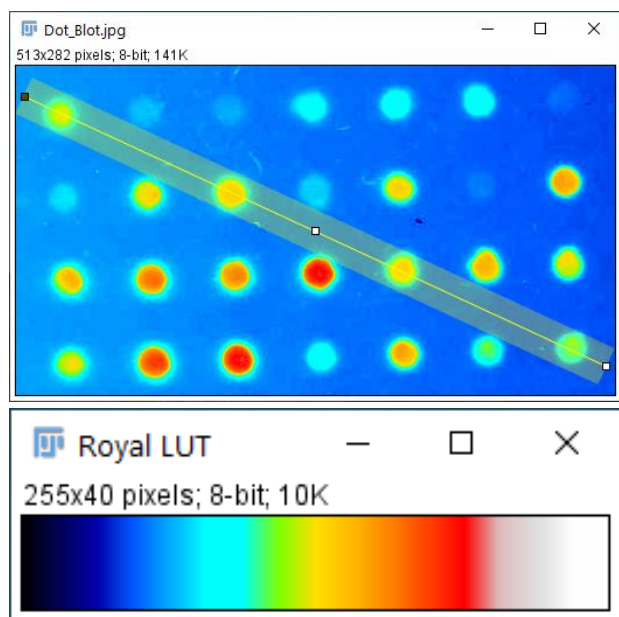 Dot_Blot.jpg
513x282 pixels; 8-bit; 141K
Royal LUT
255x40 pixels; 8-bit; 10K